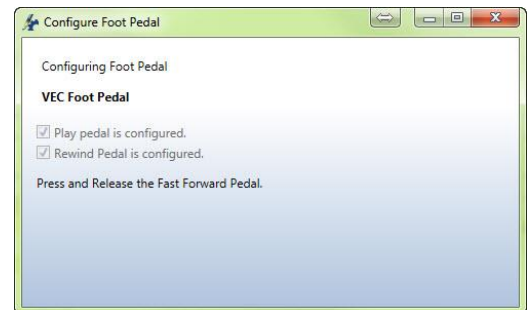 Configure Foot Pedal
Configuring Foot Pedal
VEC Foot Pedal
Play pedal is configured.
Rewind Pedal is configured.
Press and Release the Fast Forward Pedal.